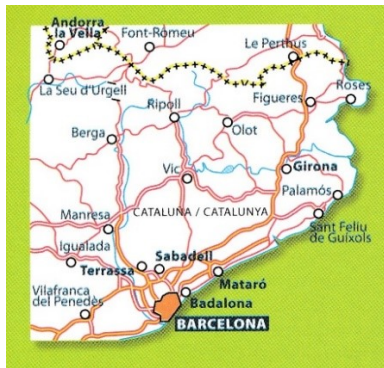 Andorra
la Vella
Font-Romeu
Le Perthus
La Seu d'Urgell
Roses
Figueres
Ripoll
Olot
Berga
Girona
Vic
Palamós
CATALUÑA / CATALUNYA
Manresa
Sant Feliu
de Guíxols
Igualada
Sabadell
Terrassa
Mataró
Vilafranca
del Penedès
Badalona
BARCELONA